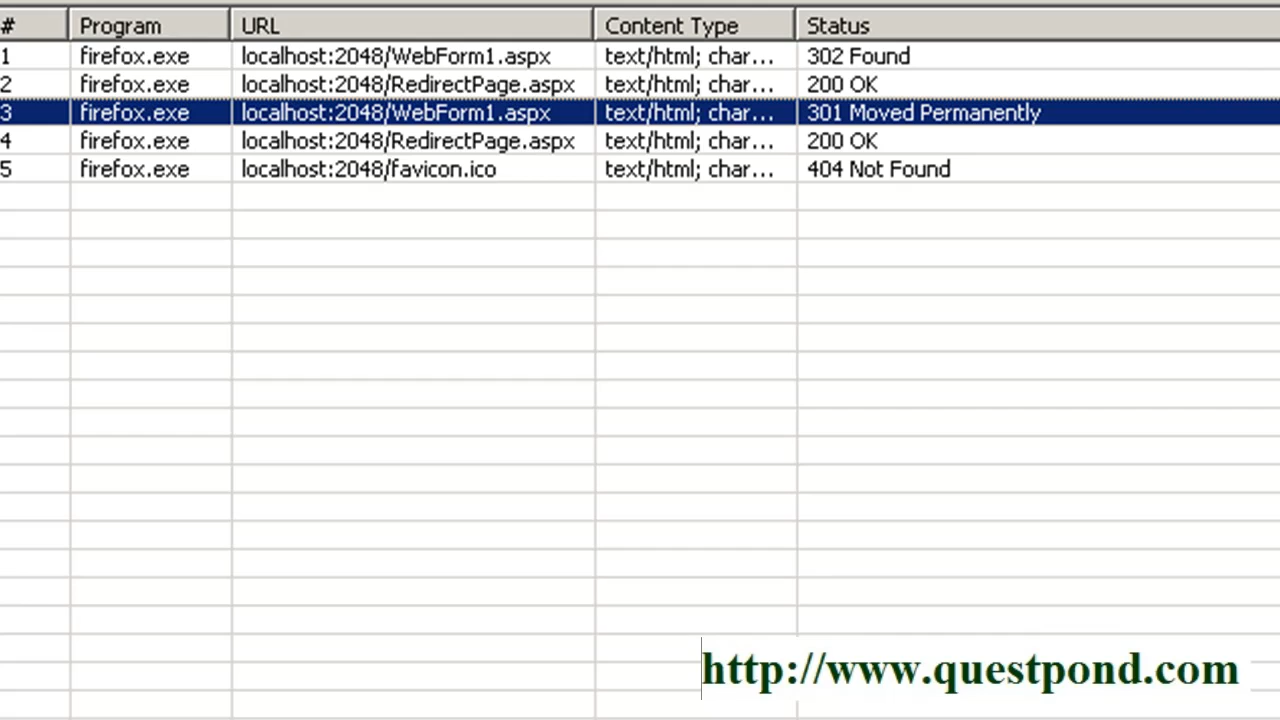 # Program URL Content Type Status
1 firefox.exe localhost:2048/WebForm1.aspx text/html; char... 302 Found
2 firefox.exe localhost:2048/RedirectPage.aspx text/html; char... 200 OK
3 firefox.exe localhost:2048/WebForm1.aspx text/html; char... 301 Moved Permanently
4 firefox.exe localhost:2048/RedirectPage.aspx text/html; char... 200 OK
5 firefox.exe localhost:2048/favicon.ico text/html; char... 404 Not Found
http://www.questpond.com